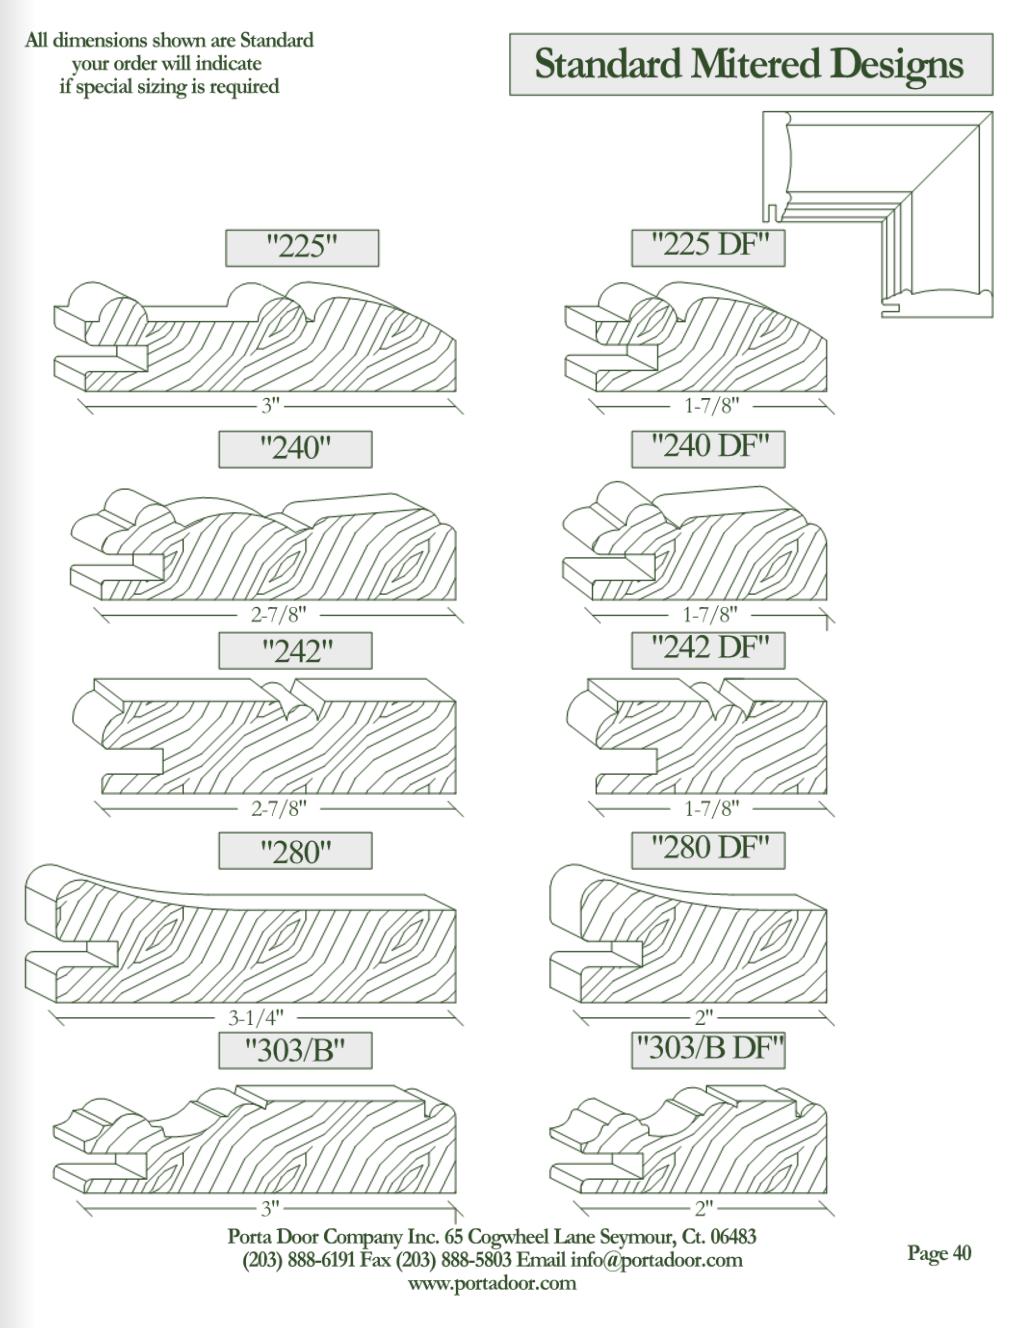 All dimensions shown are Standard
your order will indicate
if special sizing is required
Standard Mitered Designs
"225"
"225 DF"
3"
1-7/8"
"240"
"240 DF"
2-7/8"
1-7/8"
"242"
"242 DF"
2-7/8"
1-7/8"
"280"
"280 DF"
3-1/4"
2"
"303/B"
"303/B DF"
3"
2"
Porta Door Company Inc. 65 Cogwheel Lane Seymour, Ct. 06483
(203) 888-6191 Fax (203) 888-5803 Email info@portadoor.com
www.portadoor.com
Page 40